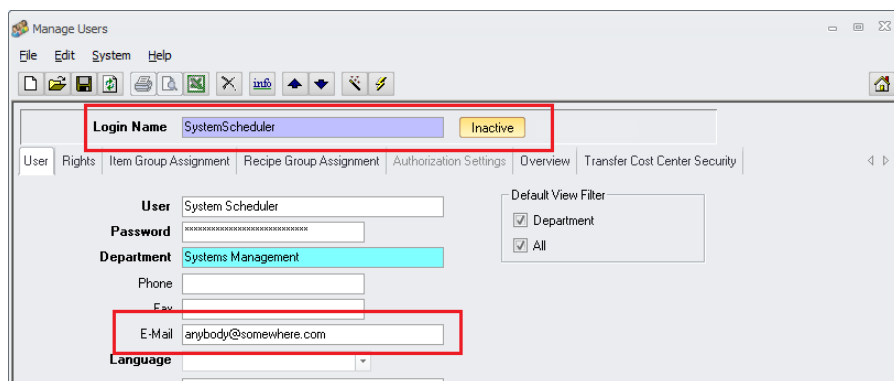 Manage Users
File Edit System Help
info
Login Name SystemScheduler Inactive
User Rights Item Group Assignment Recipe Group Assignment Authorization Settings Overview Transfer Cost Center Security
Default View Filter
User System Scheduler
Department
Password ****************************
All
Department Systems Management
Phone
Fax
E-Mail anybody@somewhere.com
Language